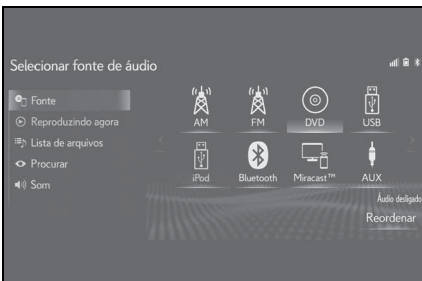 Selecionar fonte de áudio
Fonte
Reproduzindo agora
Lista de arquivos
Procurar
Som
AM
FM
DVD
USB
iPod
Bluetooth
Miracast™
AUX
Áudio desligado
Reordenar